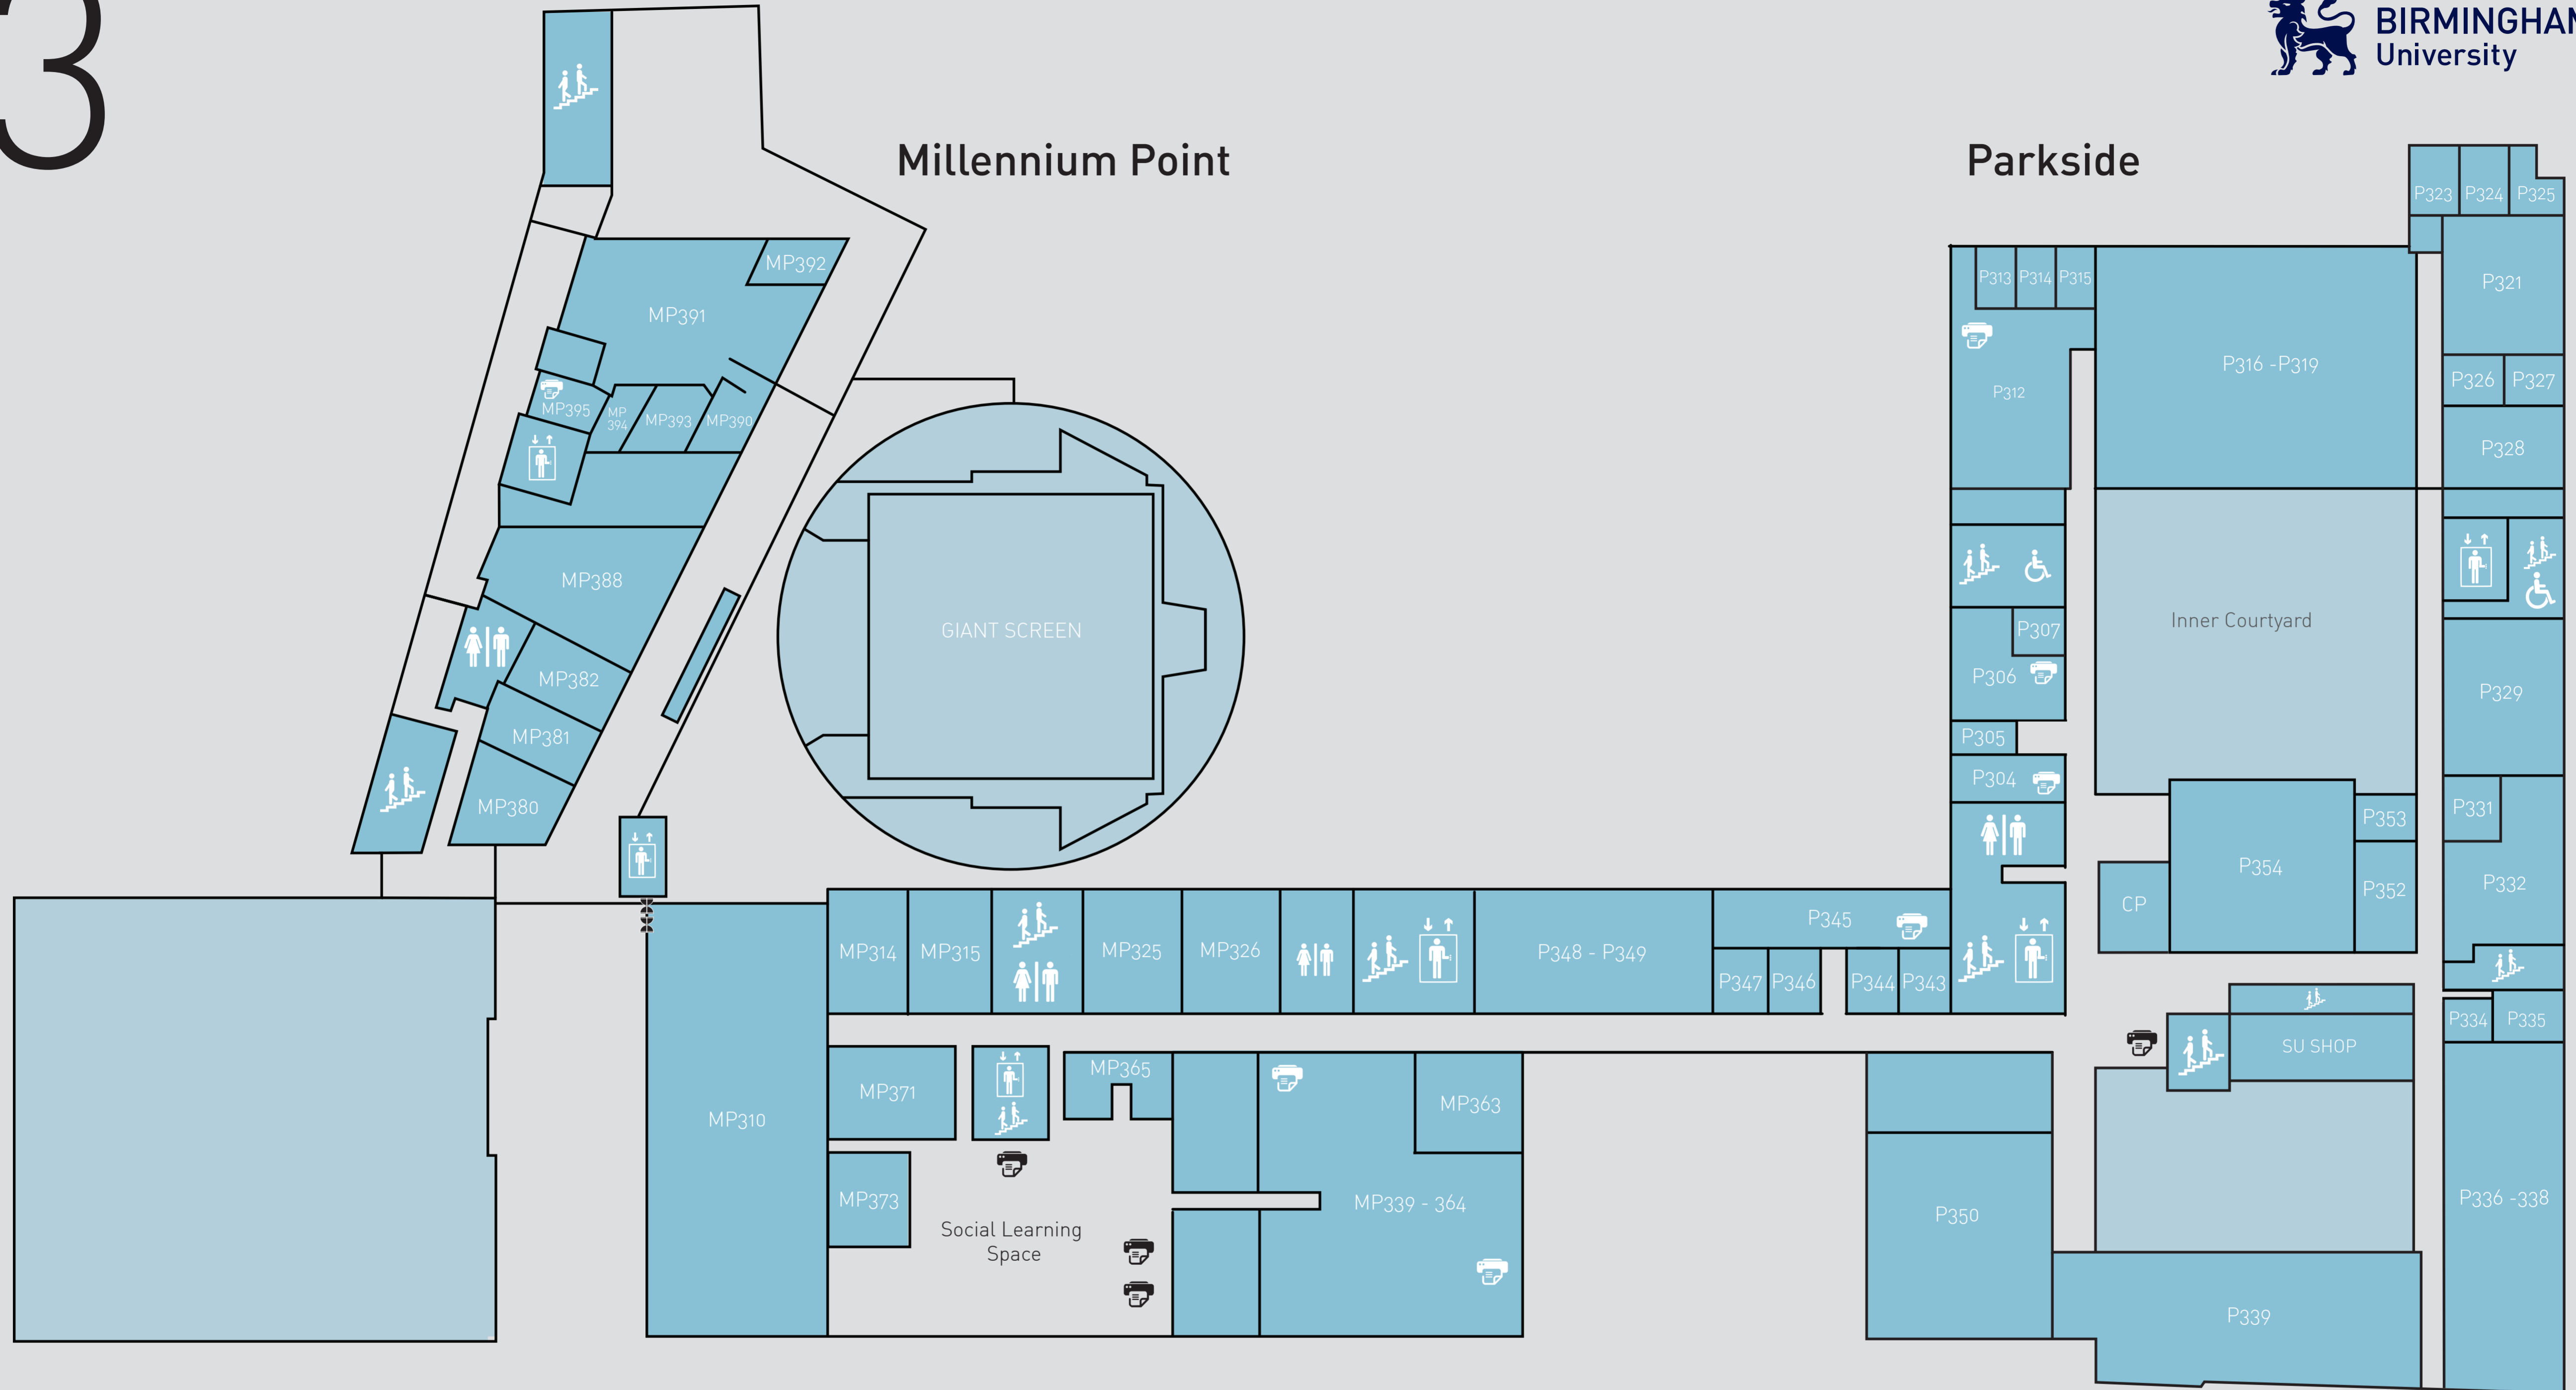 3
BIRMINGHAM
University
Millennium Point
Parkside
MP392
MP391
MP395
MP
394
MP393
MP390
MP388
MP382
MP381
MP380
GIANT SCREEN
MP310
MP314
MP315
MP325
MP326
MP371
MP373
MP365
Social Learning
Space
MP363
MP339 - 364
P348 - P349
P345
P347
P346
P344
P343
P313
P314
P315
P312
P316 -P319
P307
P306
P305
P304
Inner Courtyard
P323
P324
P325
P321
P326
P327
P328
P329
P331
P332
P353
P354
P352
CP
SU SHOP
P334
P335
P336 -338
P350
P339